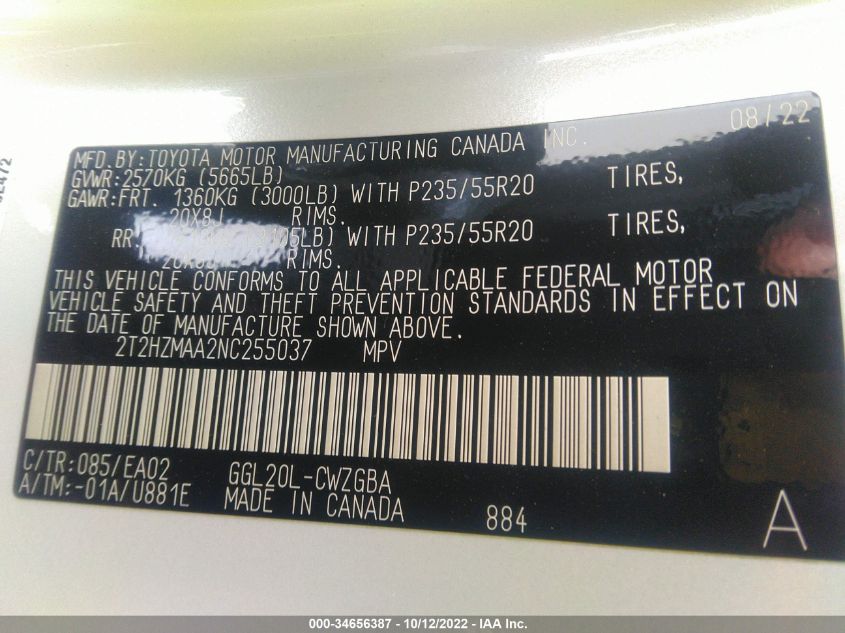 08/22
MFD. BY: TOYOTA MOTOR MANUFACTURING CANADA INC.
GVWR: 2570KG (5665LB)
GAWR: FRT. 1360KG (3000LB) WITH P235/55R20 TIRES,
20X8J RIMS.
RR. WITH P235/55R20 TIRES,
RIMS.
THIS VEHICLE CONFORMS TO ALL APPLICABLE FEDERAL MOTOR
VEHICLE SAFETY AND THEFT PREVENTION STANDARDS IN EFFECT ON
THE DATE OF MANUFACTURE SHOWN ABOVE.
2T2HZMAA2NC255037 MPV
C/TR: 085/EA02 GGL20L-CWZGBA
A/TM: -01A/U881E MADE IN CANADA 884 A
000-34656387 - 10/12/2022 - IAA Inc.